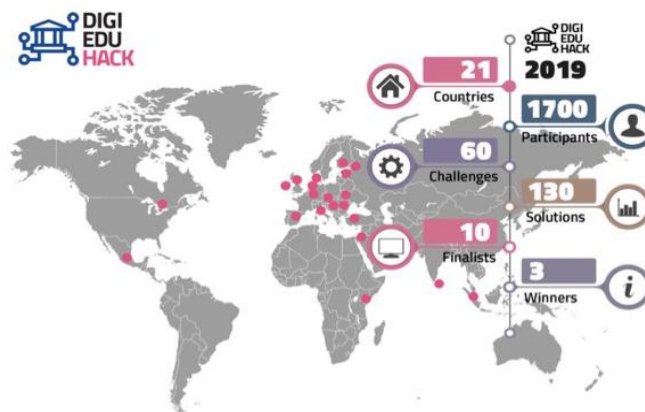 DIGI
EDU
HACK
DIGI
EDU
HACK
2019
21
Countries
1700
Participants
60
Challenges
130
Solutions
10
Finalists
3
Winners
i